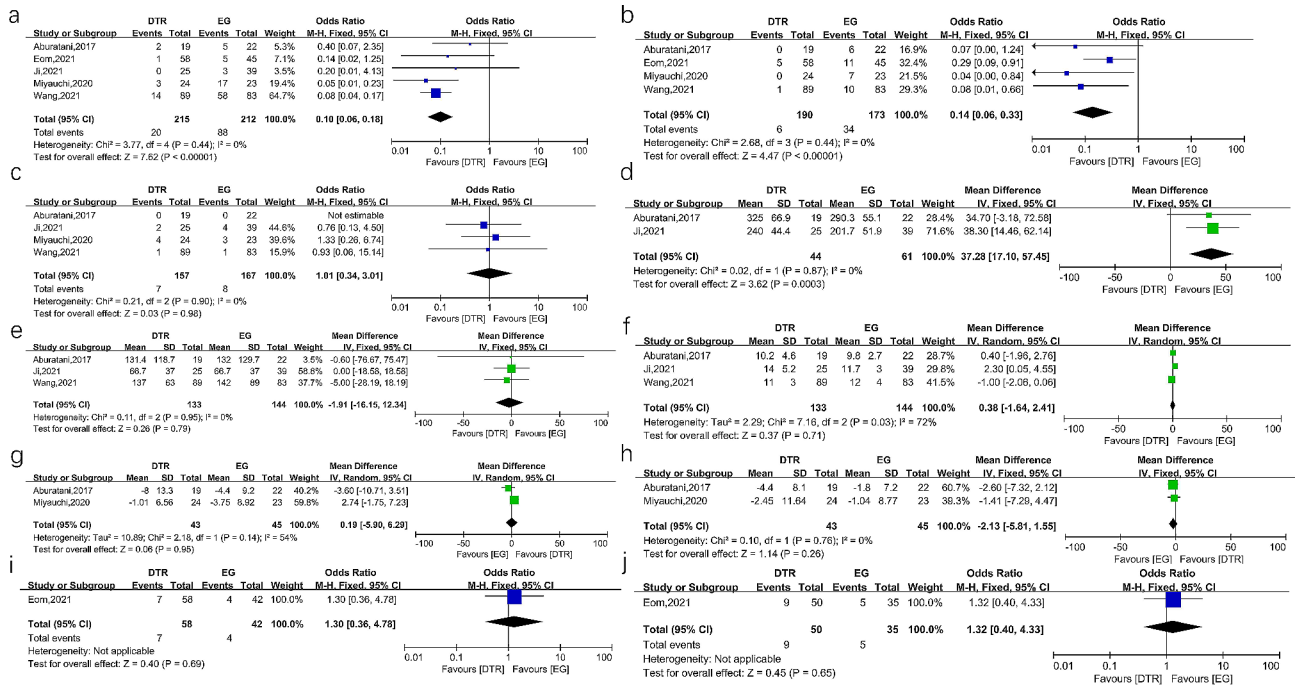 a
DTR EG Odds Ratio Odds Ratio
Study or Subgroup Events Total Events Total Weight M-H, Fixed, 95% CI M-H, Fixed, 95% CI
Aburatani,2017 2 19 5 22 5.3% 0.40 [0.07, 2.35]
Eom,2021 1 58 5 45 7.1% 0.14 [0.02, 1.25]
Ji,2021 0 25 3 39 3.5% 0.20 [0.01, 4.13]
Miyauchi,2020 3 24 17 23 19.4% 0.05 [0.01, 0.23]
Wang,2021 14 89 58 83 64.7% 0.08 [0.04, 0.17]
Total (95% CI) 215 212 100.0% 0.10 [0.06, 0.18]
Total events 20 88
Heterogeneity: Chi² = 3.77, df = 4 (P = 0.44); I² = 0%
Test for overall effect: Z = 7.62 (P < 0.00001)
0.01 0.1 1 10 100
Favours [DTR] Favours [EG]
b
DTR EG Odds Ratio Odds Ratio
Study or Subgroup Events Total Events Total Weight M-H, Fixed, 95% CI M-H, Fixed, 95% CI
Aburatani,2017 0 19 6 22 16.9% 0.07 [0.00, 1.24]
Eom,2021 5 58 11 45 32.4% 0.29 [0.09, 0.91]
Miyauchi,2020 0 24 7 23 21.5% 0.04 [0.00, 0.84]
Wang,2021 1 89 10 83 29.3% 0.08 [0.01, 0.66]
Total (95% CI) 190 173 100.0% 0.14 [0.06, 0.33]
Total events 6 34
Heterogeneity: Chi² = 2.68, df = 3 (P = 0.44); I² = 0%
Test for overall effect: Z = 4.47 (P < 0.00001)
0.01 0.1 1 10 100
Favours [DTR] Favours [EG]
c
DTR EG Odds Ratio Odds Ratio
Study or Subgroup Events Total Events Total Weight M-H, Fixed, 95% CI M-H, Fixed, 95% CI
Aburatani,2017 0 19 0 22 Not estimable
Ji,2021 2 25 4 39 44.6% 0.76 [0.13, 4.50]
Miyauchi,2020 4 24 3 23 39.6% 1.33 [0.26, 6.74]
Wang,2021 1 89 1 83 15.9% 0.93 [0.06, 15.14]
Total (95% CI) 157 167 100.0% 1.01 [0.34, 3.01]
Total events 7 8
Heterogeneity: Chi² = 0.21, df = 2 (P = 0.90); I² = 0%
Test for overall effect: Z = 0.03 (P = 0.98)
0.01 0.1 1 10 100
Favours [DTR] Favours [EG]
d
DTR EG Mean Difference Mean Difference
Study or Subgroup Mean SD Total Mean SD Total Weight IV, Fixed, 95% CI IV, Fixed, 95% CI
Aburatani,2017 325 66.9 19 290.3 55.1 22 28.4% 34.70 [-3.18, 72.58]
Ji,2021 240 44.4 25 201.7 51.9 39 71.6% 38.30 [14.46, 62.14]
Total (95% CI) 44 61 100.0% 37.28 [17.10, 57.45]
Heterogeneity: Chi² = 0.02, df = 1 (P = 0.87); I² = 0%
Test for overall effect: Z = 3.62 (P = 0.0003)
-100 -50 0 50 100
Favours [DTR] Favours [EG]
e
DTR EG Mean Difference Mean Difference
Study or Subgroup Mean SD Total Mean SD Total Weight IV, Fixed, 95% CI IV, Fixed, 95% CI
Aburatani,2017 131.4 118.7 19 132 129.7 22 3.5% -0.60 [-76.67, 75.47]
Ji,2021 66.7 37 25 66.7 37 39 58.8% 0.00 [-18.58, 18.58]
Wang,2021 137 63 89 142 89 83 37.7% -5.00 [-28.19, 18.19]
Total (95% CI) 133 144 100.0% -1.91 [-16.15, 12.34]
Heterogeneity: Chi² = 0.11, df = 2 (P = 0.95); I² = 0%
Test for overall effect: Z = 0.26 (P = 0.79)
-100 -50 0 50 100
Favours [DTR] Favours [EG]
f
DTR EG Mean Difference Mean Difference
Study or Subgroup Mean SD Total Mean SD Total Weight IV, Random, 95% CI IV, Random, 95% CI
Aburatani,2017 10.2 4.6 19 9.8 2.7 22 28.7% 0.40 [-1.96, 2.76]
Ji,2021 14 5.2 25 11.7 3 39 29.8% 2.30 [0.05, 4.55]
Wang,2021 11 3 89 12 4 83 41.5% -1.00 [-2.06, 0.06]
Total (95% CI) 133 144 100.0% 0.38 [-1.64, 2.41]
Heterogeneity: Tau² = 2.29; Chi² = 7.16, df = 2 (P = 0.03); I² = 72%
Test for overall effect: Z = 0.37 (P = 0.71)
-100 -50 0 50 100
Favours [DTR] Favours [EG]
g
DTR EG Mean Difference Mean Difference
Study or Subgroup Mean SD Total Mean SD Total Weight IV, Random, 95% CI IV, Random, 95% CI
Aburatani,2017 -8 13.3 19 -4.4 9.2 22 40.2% -3.60 [-10.71, 3.51]
Miyauchi,2020 -1.01 6.56 24 -3.75 8.92 23 59.8% 2.74 [-1.75, 7.23]
Total (95% CI) 43 45 100.0% 0.19 [-5.90, 6.29]
Heterogeneity: Tau² = 10.89; Chi² = 2.18, df = 1 (P = 0.14); I² = 54%
Test for overall effect: Z = 0.06 (P = 0.95)
-100 -50 0 50 100
Favours [EG] Favours [DTR]
h
DTR EG Mean Difference Mean Difference
Study or Subgroup Mean SD Total Mean SD Total Weight IV, Fixed, 95% CI IV, Fixed, 95% CI
Aburatani,2017 -4.4 8.1 19 -1.8 7.2 22 60.7% -2.60 [-7.32, 2.12]
Miyauchi,2020 -2.45 11.64 24 -1.04 8.77 23 39.3% -1.41 [-7.29, 4.47]
Total (95% CI) 43 45 100.0% -2.13 [-5.81, 1.55]
Heterogeneity: Chi² = 0.10, df = 1 (P = 0.76); I² = 0%
Test for overall effect: Z = 1.14 (P = 0.26)
-100 -50 0 50 100
Favours [EG] Favours [DTR]
i
DTR EG Odds Ratio Odds Ratio
Study or Subgroup Events Total Events Total Weight M-H, Fixed, 95% CI M-H, Fixed, 95% CI
Eom,2021 7 58 4 42 100.0% 1.30 [0.36, 4.78]
Total (95% CI) 58 42 100.0% 1.30 [0.36, 4.78]
Total events 7 4
Heterogeneity: Not applicable
Test for overall effect: Z = 0.40 (P = 0.69)
0.01 0.1 1 10 100
Favours [DTR] Favours [EG]
j
DTR EG Odds Ratio Odds Ratio
Study or Subgroup Events Total Events Total Weight M-H, Fixed, 95% CI M-H, Fixed, 95% CI
Eom,2021 9 50 5 35 100.0% 1.32 [0.40, 4.33]
Total (95% CI) 50 35 100.0% 1.32 [0.40, 4.33]
Total events 9 5
Heterogeneity: Not applicable
Test for overall effect: Z = 0.45 (P = 0.65)
0.01 0.1 1 10 100
Favours [DTR] Favours [EG]